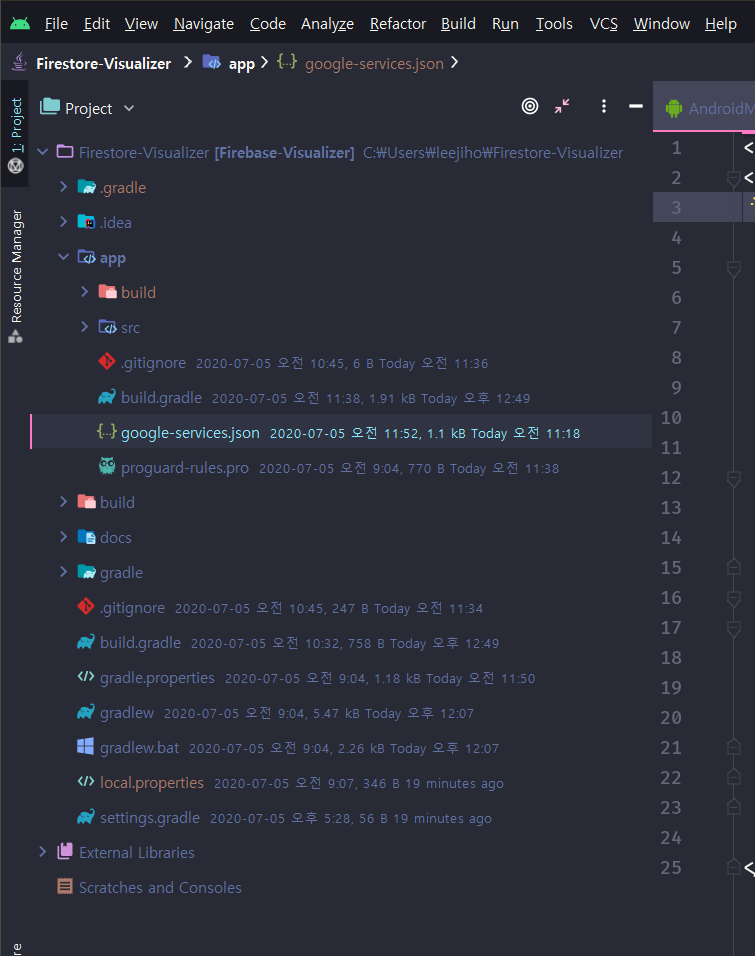 File Edit View Navigate Code Analyze Refactor Build Run Tools VCS Window Help
Firestore-Visualizer app google-services.json
1: Project
Resource Manager
Project
AndroidM
Firestore-Visualizer [Firebase-Visualizer] C:₩Users₩leejiho₩Firestore-Visualizer
.gradle
.idea
app
build
src
.gitignore 2020-07-05 오전 10:45, 6 B Today 오전 11:36
build.gradle 2020-07-05 오전 11:38, 1.91 kB Today 오후 12:49
google-services.json 2020-07-05 오전 11:52, 1.1 kB Today 오전 11:18
proguard-rules.pro 2020-07-05 오전 9:04, 770 B Today 오전 11:38
build
docs
gradle
.gitignore 2020-07-05 오전 10:45, 247 B Today 오전 11:34
build.gradle 2020-07-05 오전 10:32, 758 B Today 오후 12:49
gradle.properties 2020-07-05 오전 9:04, 1.18 kB Today 오전 11:50
gradlew 2020-07-05 오전 9:04, 5.47 kB Today 오후 12:07
gradlew.bat 2020-07-05 오전 9:04, 2.26 kB Today 오후 12:07
local.properties 2020-07-05 오전 9:07, 346 B 19 minutes ago
settings.gradle 2020-07-05 오후 5:28, 56 B 19 minutes ago
External Libraries
Scratches and Consoles
1 <
2 <
3
4
5
6
7
8
9
10
11
12
13
14
15
16
17
18
19
20
21
22
23
24
25 <
re